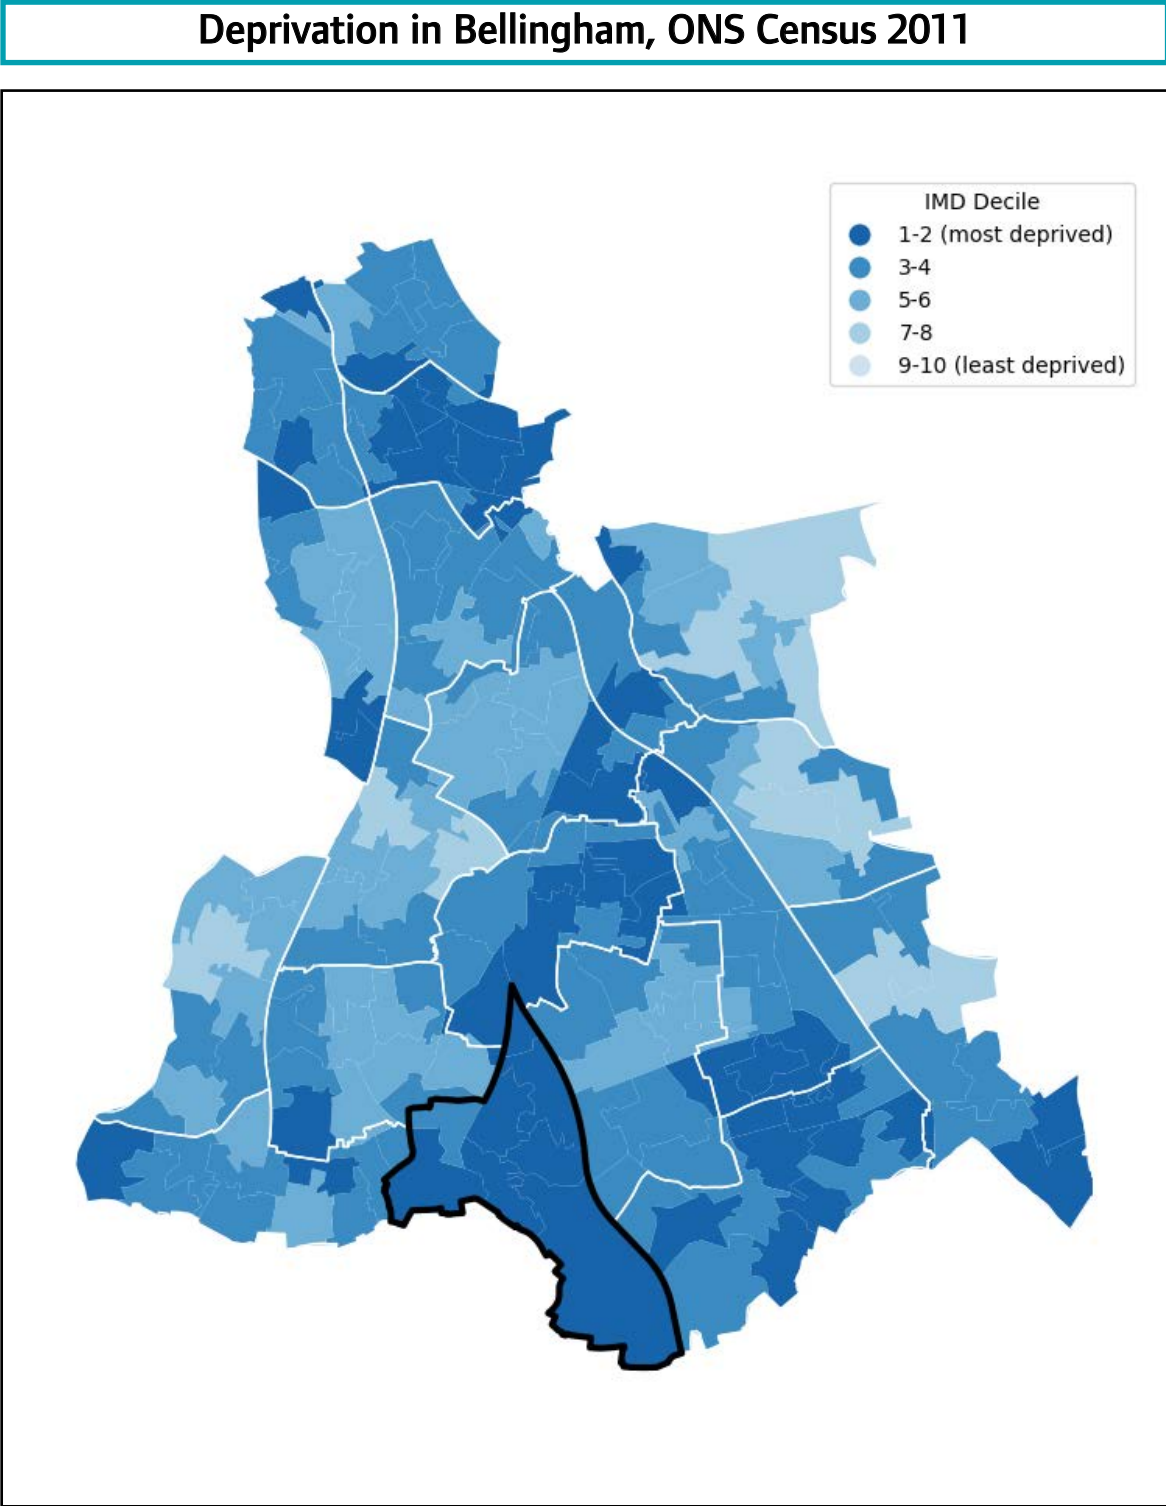 Deprivation in Bellingham, ONS Census 2011
IMD Decile
1-2 (most deprived)
3-4
5-6
7-8
9-10 (least deprived)